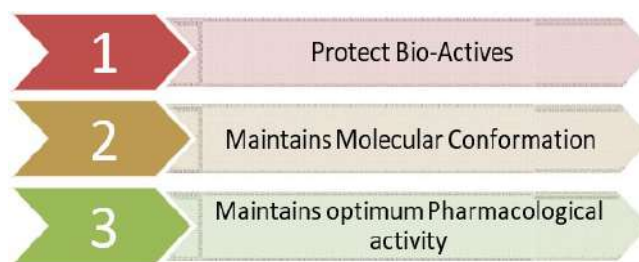 1
Protect Bio-Actives
2
Maintains Molecular Conformation
3
Maintains optimum Pharmacological
activity